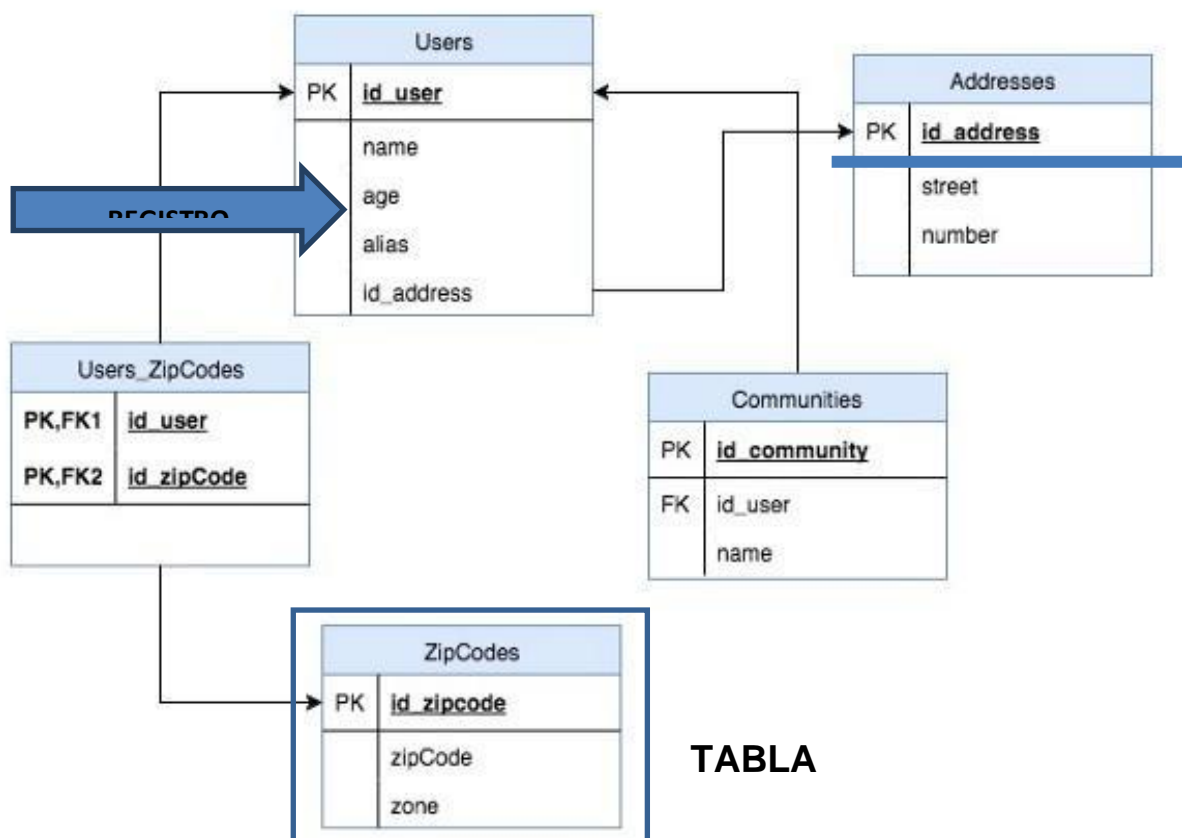 Users
PK id_user
name
age
alias
id_address
Addresses
PK id_address
street
number
REGISTRO
Users_ZipCodes
PK,FK1 id_user
PK,FK2 id_zipCode
Communities
PK id_community
FK id_user
name
ZipCodes
PK id_zipcode
zipCode
zone
TABLA